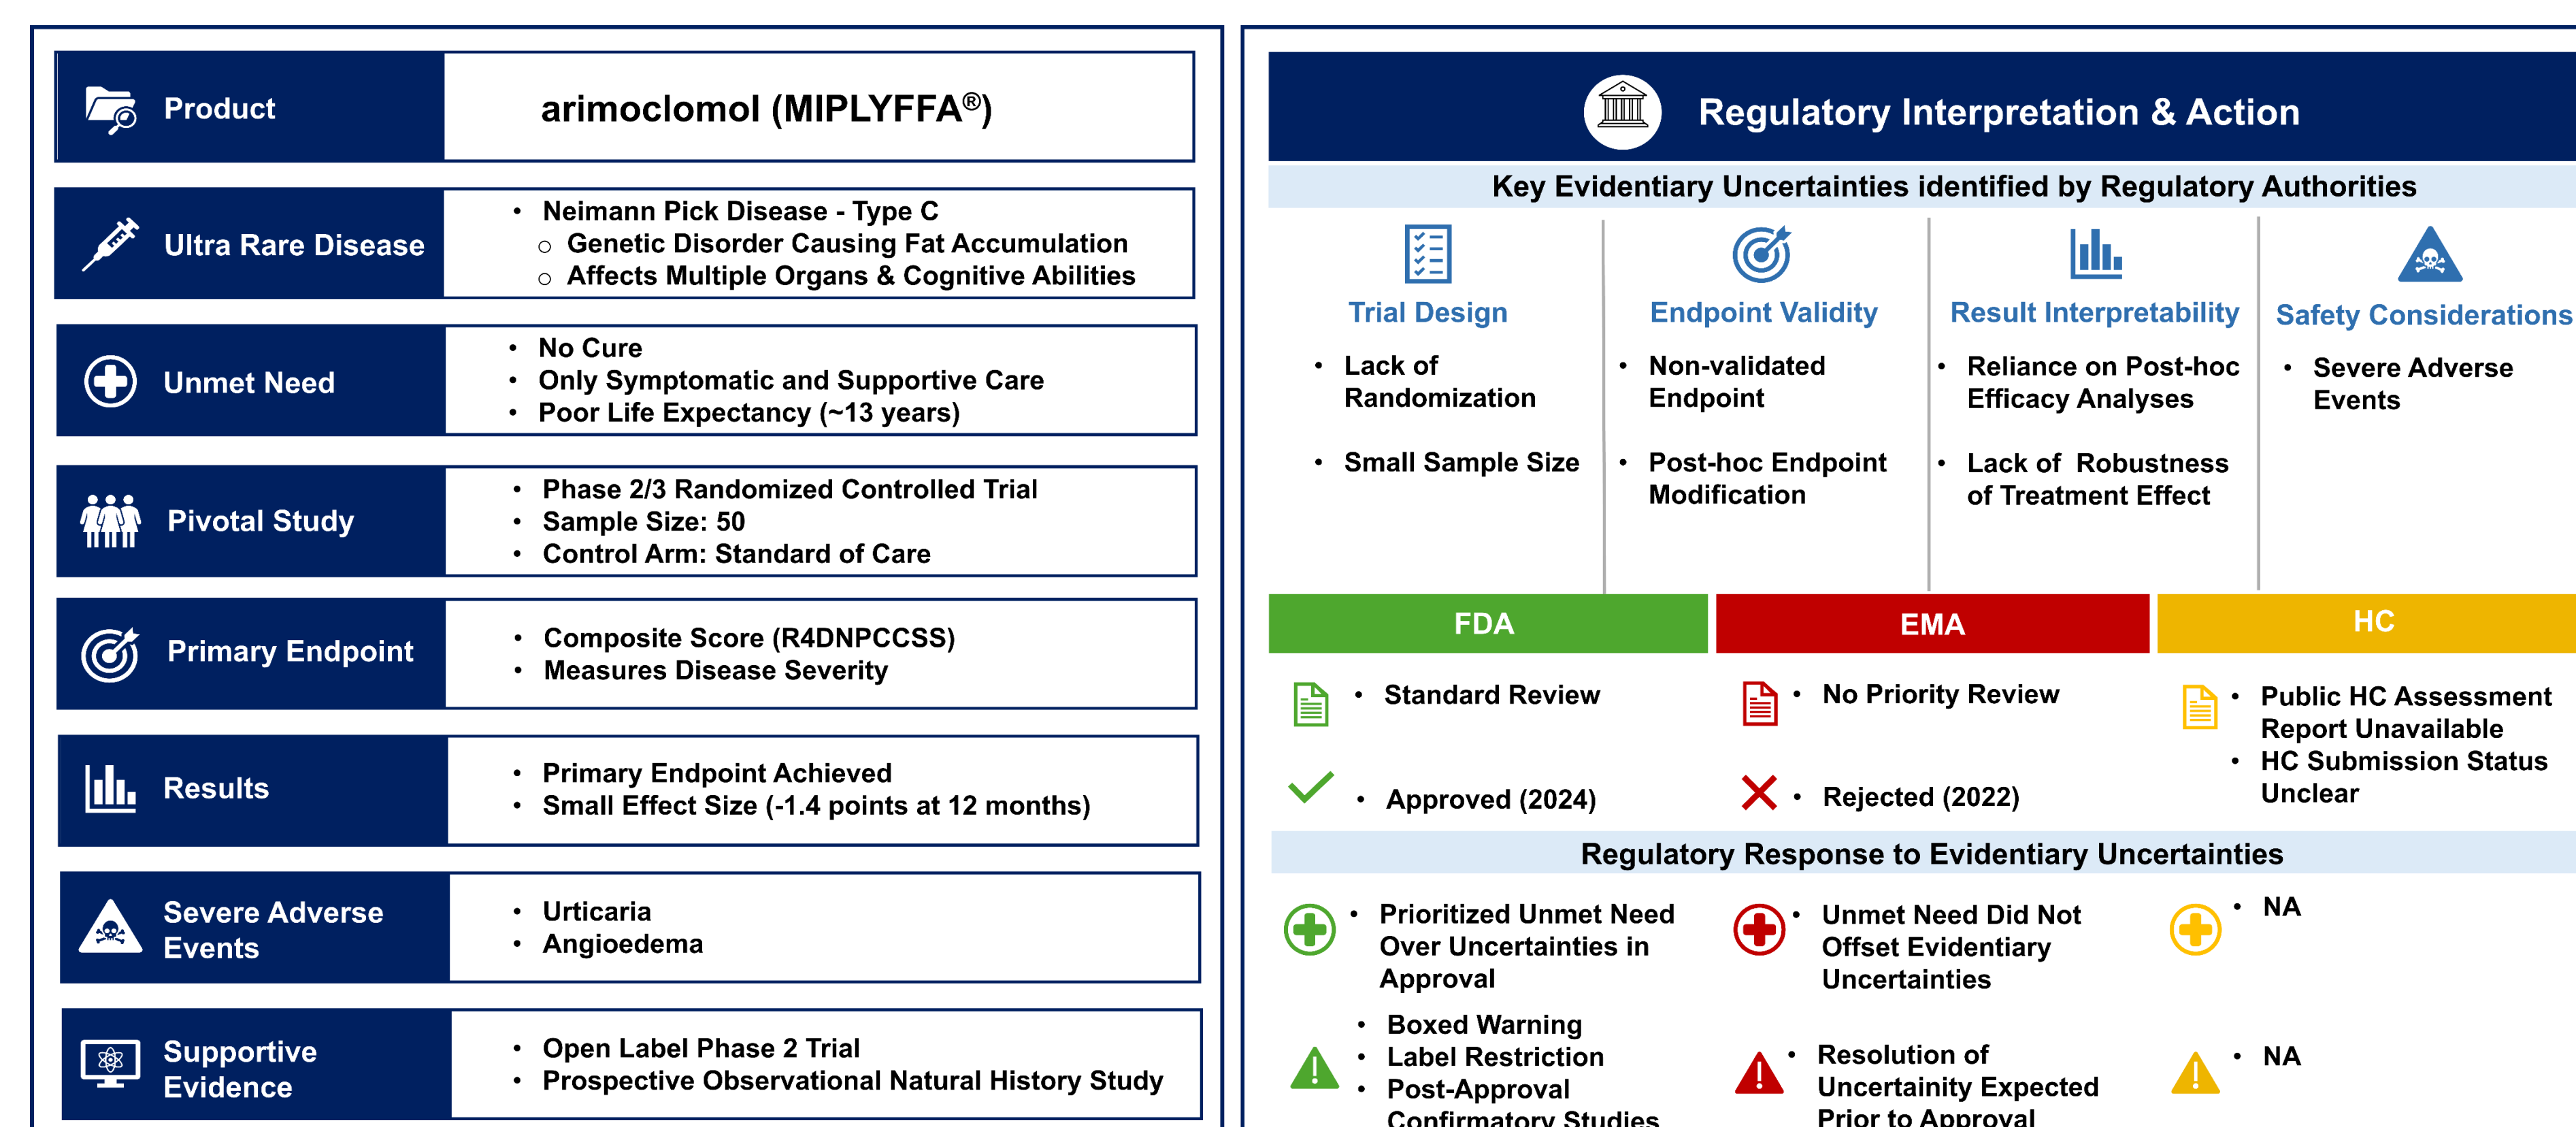 Product
arimoclomol (MIPLYFFA®)
Ultra Rare Disease
• Neimann Pick Disease - Type C
o Genetic Disorder Causing Fat Accumulation
o Affects Multiple Organs & Cognitive Abilities
Unmet Need
• No Cure
• Only Symptomatic and Supportive Care
• Poor Life Expectancy (~13 years)
Pivotal Study
• Phase 2/3 Randomized Controlled Trial
• Sample Size: 50
• Control Arm: Standard of Care
Primary Endpoint
• Composite Score (R4DNPCCSS)
• Measures Disease Severity
Results
• Primary Endpoint Achieved
• Small Effect Size (-1.4 points at 12 months)
Severe Adverse
Events
• Urticaria
• Angioedema
Supportive
Evidence
• Open Label Phase 2 Trial
• Prospective Observational Natural History Study
Regulatory Interpretation & Action
Key Evidentiary Uncertainties identified by Regulatory Authorities
Trial Design
• Lack of
Randomization
• Small Sample Size
Endpoint Validity
• Non-validated
Endpoint
• Post-hoc Endpoint
Modification
Result Interpretability
• Reliance on Post-hoc
Efficacy Analyses
• Lack of Robustness
of Treatment Effect
Safety Considerations
• Severe Adverse
Events
FDA
• Standard Review
• Approved (2024)
EMA
• No Priority Review
• Rejected (2022)
HC
• Public HC Assessment
Report Unavailable
• HC Submission Status
Unclear
Regulatory Response to Evidentiary Uncertainties
• Prioritized Unmet Need
Over Uncertainties in
Approval
• Boxed Warning
• Label Restriction
• Post-Approval
Confirmatory Studies
• Unmet Need Did Not
Offset Evidentiary
Uncertainties
• Resolution of
Uncertainity Expected
Prior to Approval
• NA
• NA